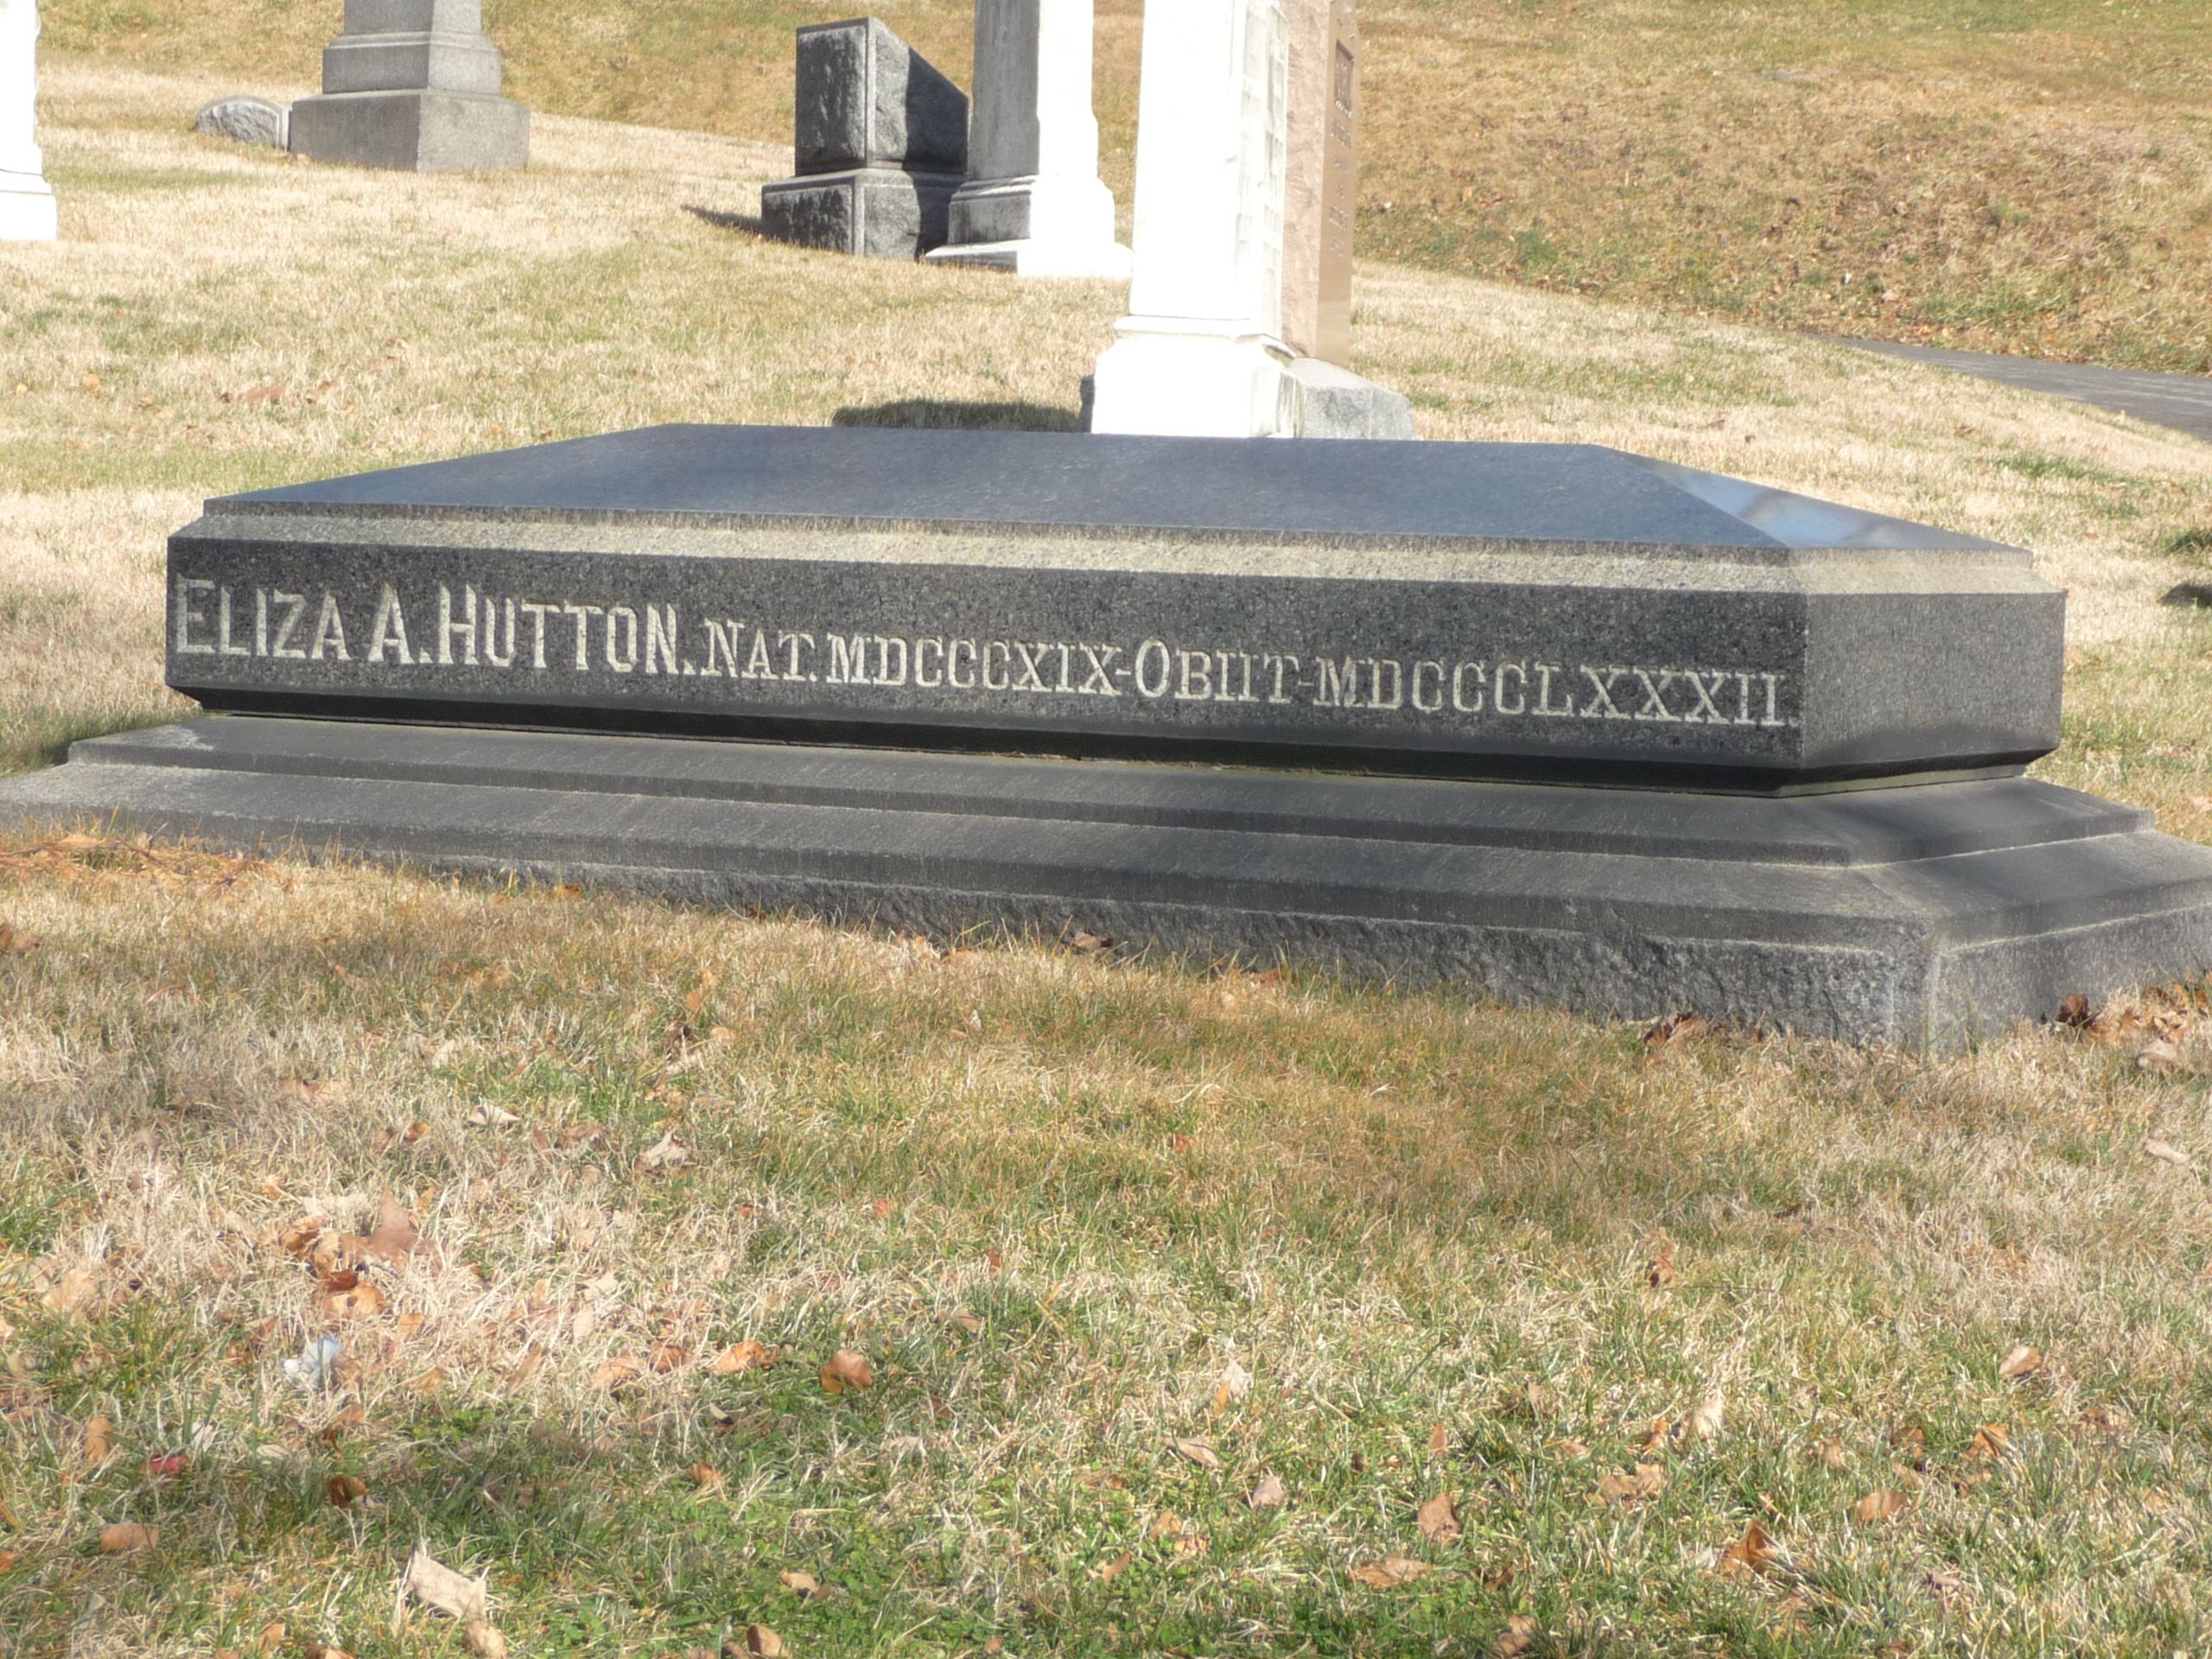 ELIZA A. HUTTON. NAT. MDCCCXIX-OBIIT-MDCCCLXXXII.